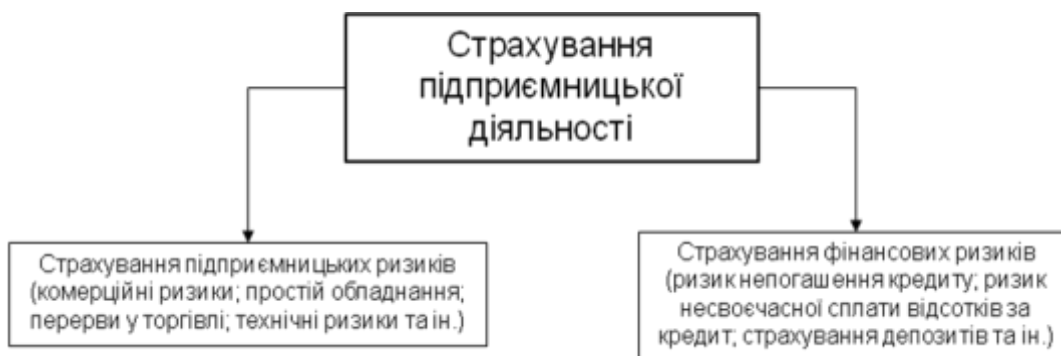 Страхування
підприємницької
діяльності
Страхування підприємницьких ризиків
(комерційні ризики; простій обладнання;
перерви у торгівлі; технічні ризики та ін.)
Страхування фінансових ризиків
(ризик непогашення кредиту; ризик
несвоєчасної сплати відсотків за
кредит; страхування депозитів та ін.)